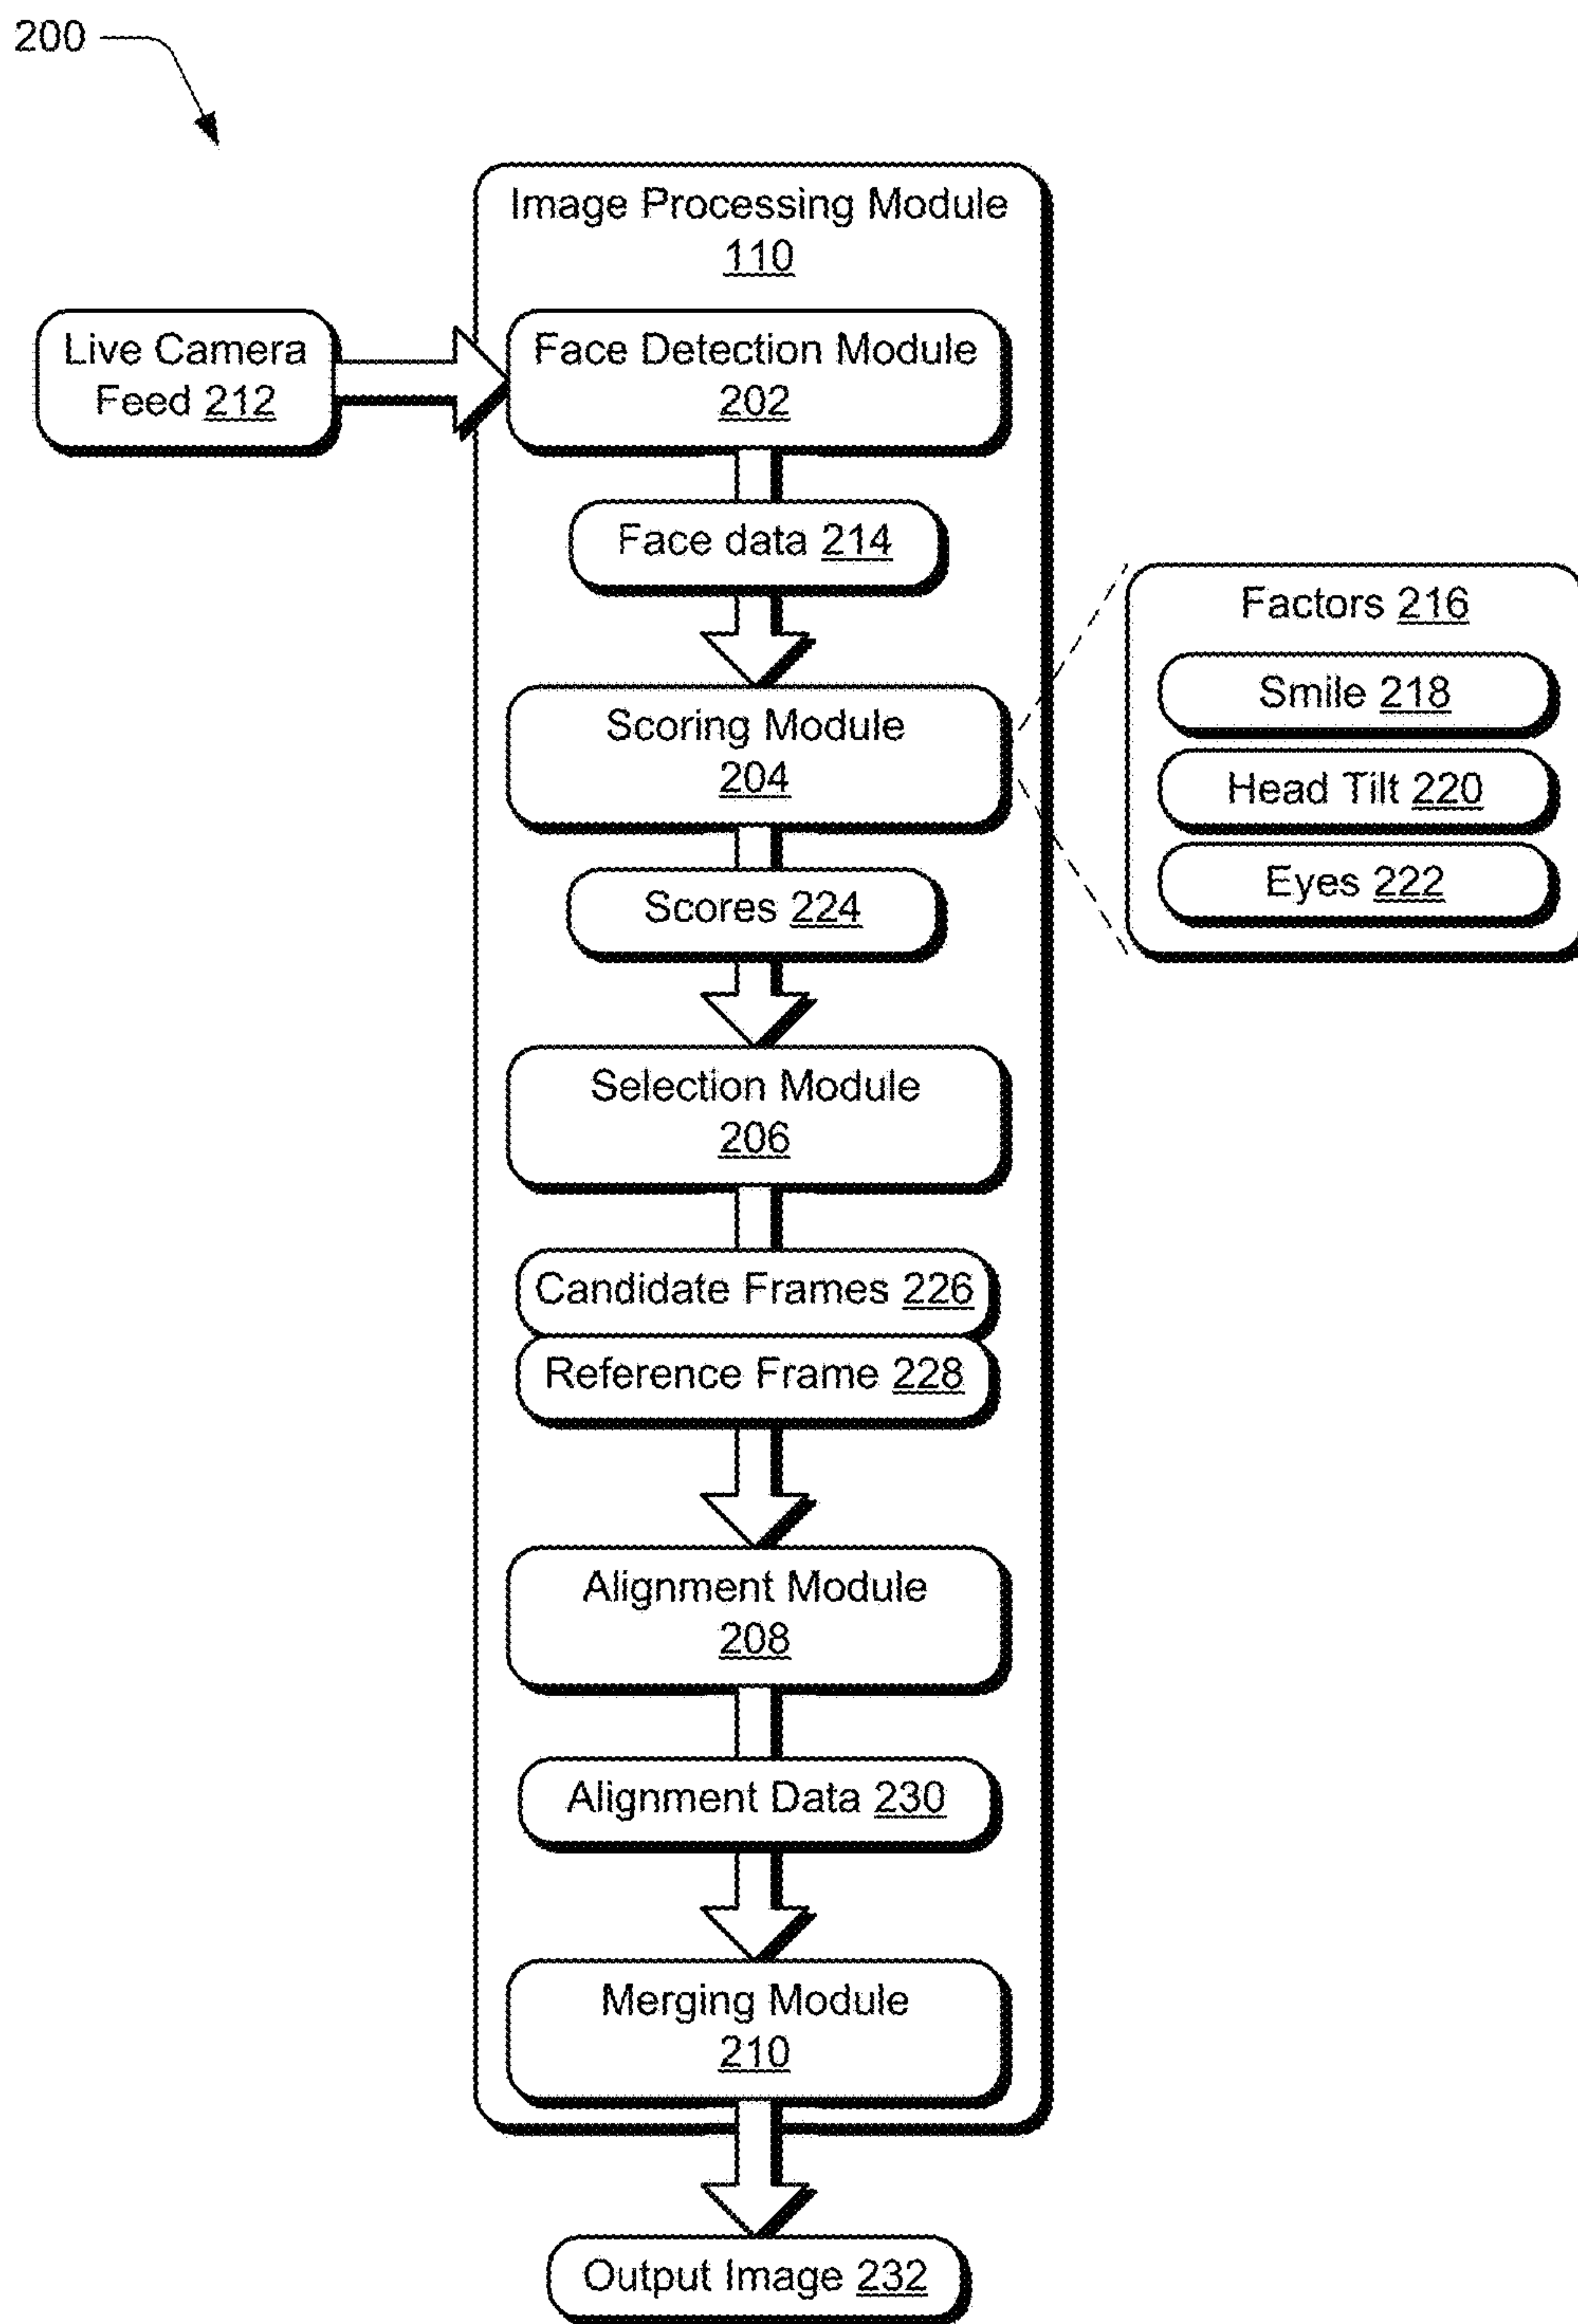 200
Image Processing Module
110
Live Camera
Feed 212
Face Detection Module
202
Face data 214
Factors 216
Smile 218
Head Tilt 220
Eyes 222
Scoring Module
204
Scores 224
Selection Module
206
Candidate Frames 226
Reference Frame 228
Alignment Module
208
Alignment Data 230
Merging Module
210
Output Image 232